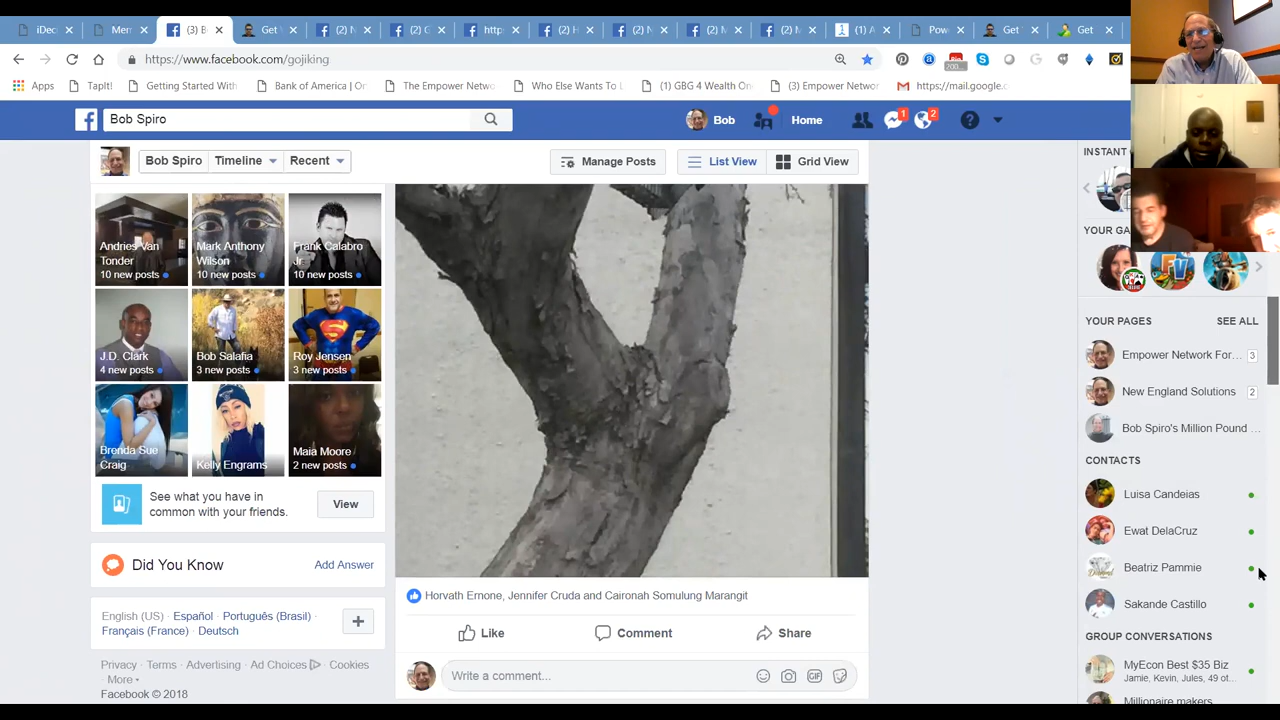 iDec
Mem
(3) B
Get
(2) N
(2) G
http
(2) H
(2) N
(2) M
(2) M
(1) A
Pow
Get
Get
https://www.facebook.com/gojiking
200...
Apps
TapIt!
Getting Started With
Bank of America | On
The Empower Netwo
Who Else Wants To L
(1) GBG 4 Wealth On
(3) Empower Networ
https://mail.google.c
Bob Spiro
Bob
Home
1
2
Bob Spiro
Timeline
Recent
Manage Posts
List View
Grid View
INSTANT
Andries Van
Tonder
10 new posts
Mark Anthony
Wilson
10 new posts
Frank Calabro
Jr
10 new posts
YOUR GA
J.D. Clark
4 new posts
Bob Salafia
3 new posts
Roy Jensen
3 new posts
YOUR PAGES
SEE ALL
Empower Network For...
3
New England Solutions
2
Bob Spiro's Million Pound ...
Brenda Sue
Craig
Kelly Engrams
Maia Moore
2 new posts
See what you have in
common with your friends.
View
CONTACTS
Luisa Candeias
Ewat DelaCruz
Beatriz Pammie
Sakande Castillo
Did You Know
Add Answer
English (US) · Español · Português (Brasil) ·
Français (France) · Deutsch
Privacy · Terms · Advertising · Ad Choices · Cookies
· More
Facebook © 2018
Horvath Ernone, Jennifer Cruda and Caironah Somulung Marangit
Like
Comment
Share
Write a comment...
GIF
GROUP CONVERSATIONS
MyEcon Best $35 Biz
Jamie, Kevin, Jules, 49 ot...
Millionaire makers